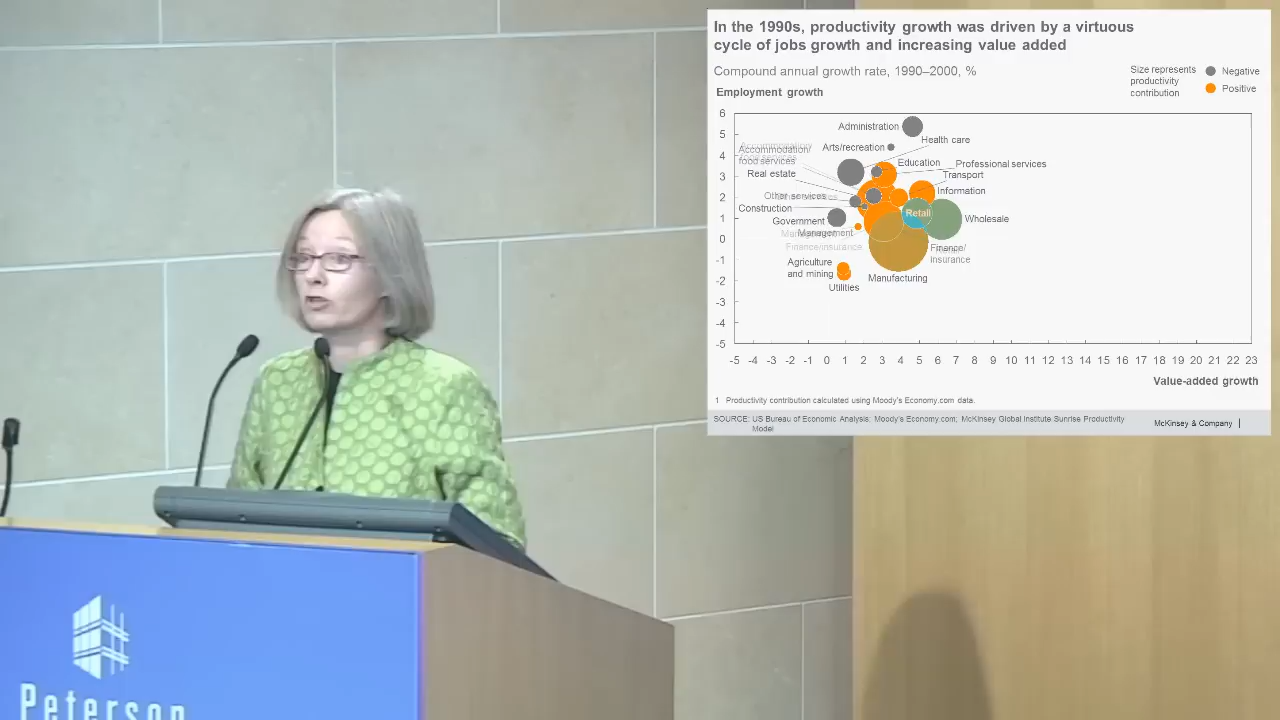 In the 1990s, productivity growth was driven by a virtuous
cycle of jobs growth and increasing value added
Compound annual growth rate, 1990–2000, %
Size represents
productivity
contribution
Negative
Positive
Employment growth
6
5
4
3
2
1
0
-1
-2
-3
-4
-5
Administration
Health care
Arts/recreation
Accommodation/
food services
Education
Professional services
Real estate
Transport
Information
Other services
Construction
Retail
Government
Wholesale
Management
Finance/insurance
Finance/
insurance
Agriculture
and mining
Manufacturing
Utilities
-5 -4 -3 -2 -1 0 1 2 3 4 5 6 7 8 9 10 11 12 13 14 15 16 17 18 19 20 21 22 23
Value-added growth
1 Productivity contribution calculated using Moody's Economy.com data.
SOURCE: US Bureau of Economic Analysis; Moody's Economy.com; McKinsey Global Institute Sunrise Productivity
Model
McKinsey & Company
Peterson